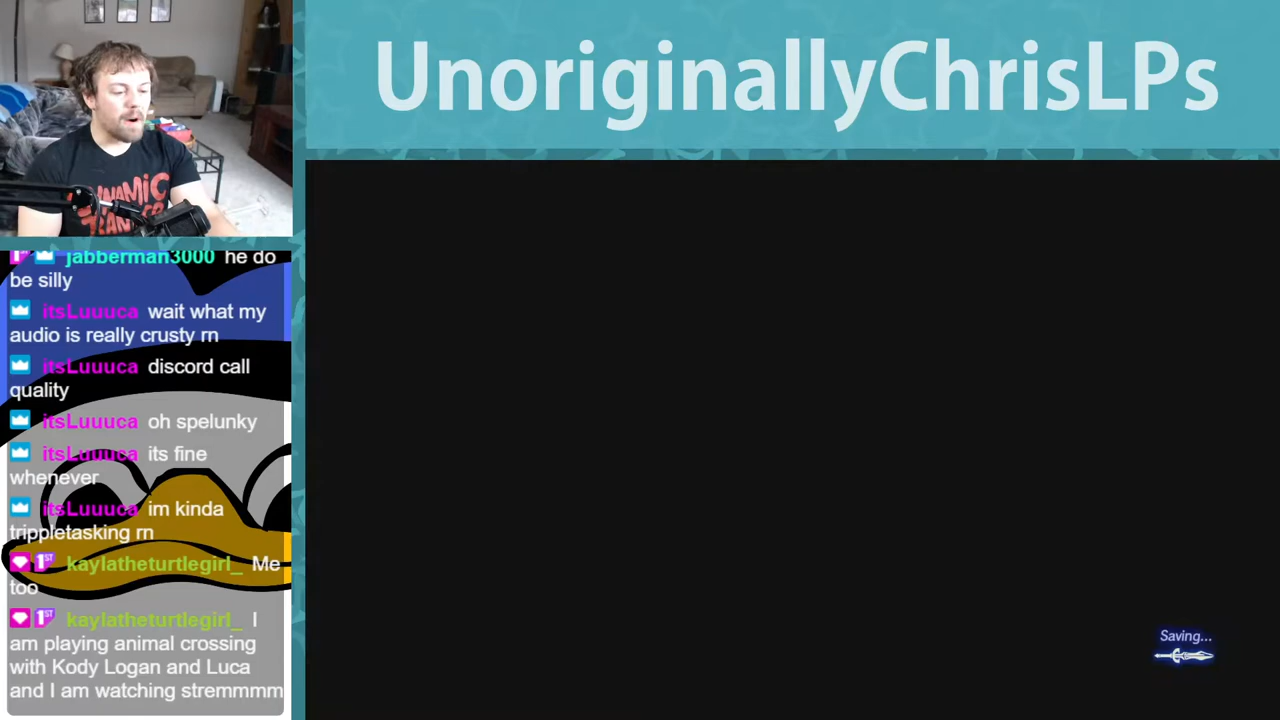 UnoriginallyChrisLPs
DYNAMIC
jabberman3000 he do
be silly
itsLuuuca wait what my
audio is really crusty rn
itsLuuuca discord call
quality
itsLuuuca oh spelunky
itsLuuuca its fine
whenever
itsLuuuca im kinda
trippletasking rn
kaylatheturtlegirl_ Me
too
kaylatheturtlegirl_ I
am playing animal crossing
with Kody Logan and Luca
and I am watching stremmmm
Saving...